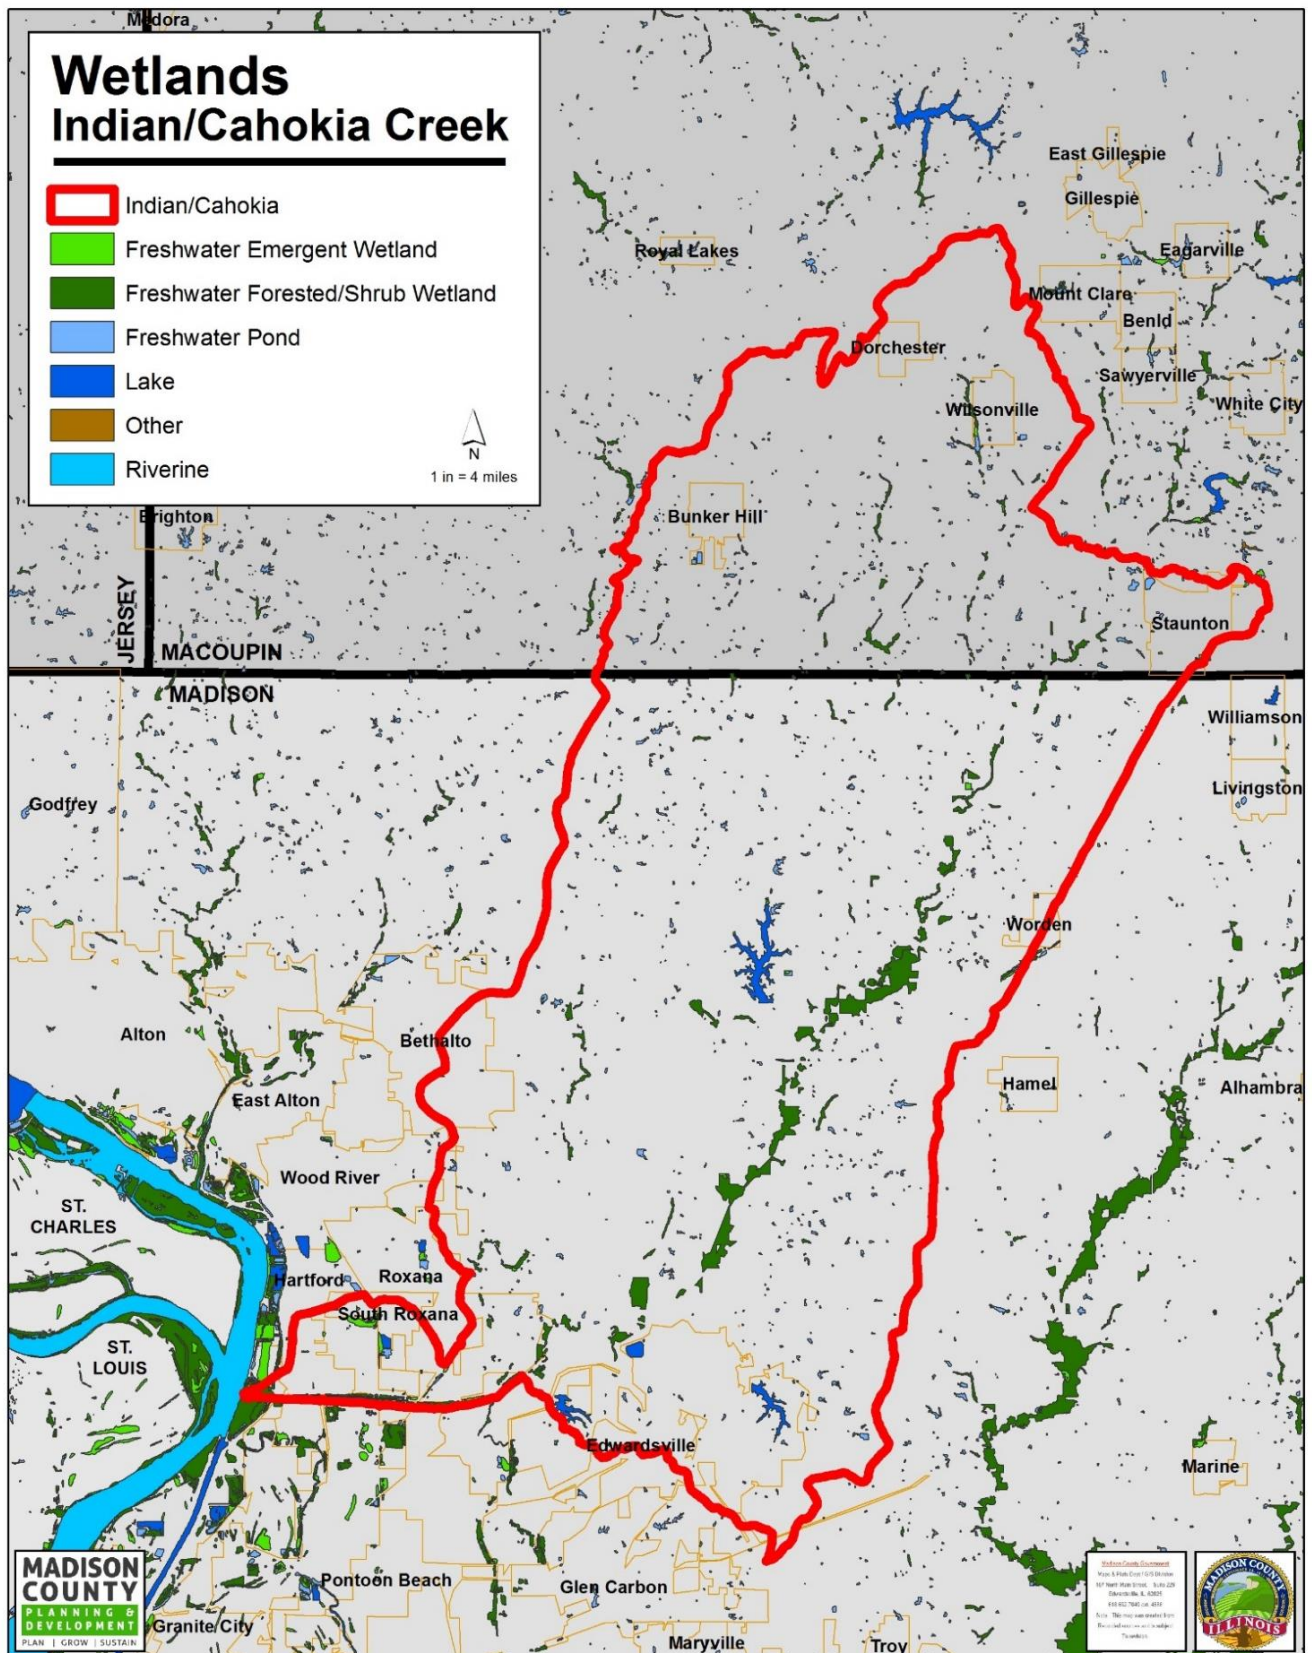 Medora
Wetlands
Indian/Cahokia Creek
Indian/Cahokia
Freshwater Emergent Wetland
Freshwater Forested/Shrub Wetland
Freshwater Pond
Lake
Other
Riverine
N
1 in = 4 miles
East Gillespie
Gillespie
Royal Lakes
Eagarville
Mount Clare
Benld
Dorchester
Sawyerville
White City
Wilsonville
Brighton
Bunker Hill
Staunton
JERSEY
MACOUPIN
MADISON
Williamson
Livingston
Godfrey
Worden
Alton
Bethalto
Hamel
Alhambra
East Alton
Wood River
ST.
CHARLES
Hartford
Roxana
South Roxana
ST.
LOUIS
Edwardsville
Marine
Pontoon Beach
Glen Carbon
Granite City
Maryville
Troy
MADISON
COUNTY
PLANNING &
DEVELOPMENT
PLAN | GROW | SUSTAIN
Madison County Government
MADISON COUNTY
ILLINOIS